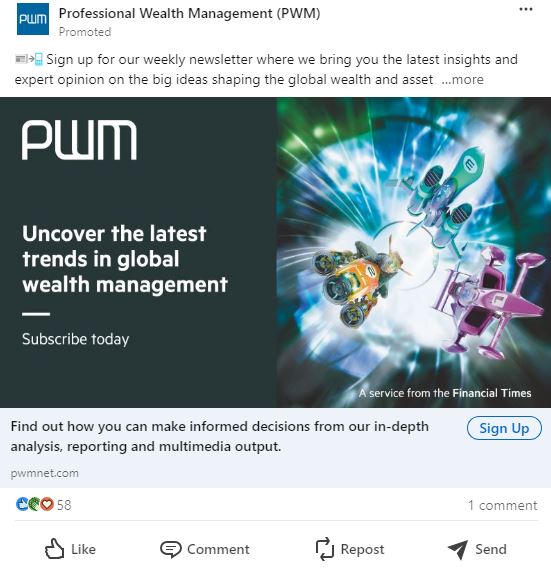 PWM
Professional Wealth Management (PWM)
Promoted
Sign up for our weekly newsletter where we bring you the latest insights and
expert opinion on the big ideas shaping the global wealth and asset ...more
PWM
Uncover the latest
trends in global
wealth management
Subscribe today
A service from the Financial Times
Find out how you can make informed decisions from our in-depth
analysis, reporting and multimedia output.
Sign Up
pwmnet.com
58
1 comment
Like
Comment
Repost
Send